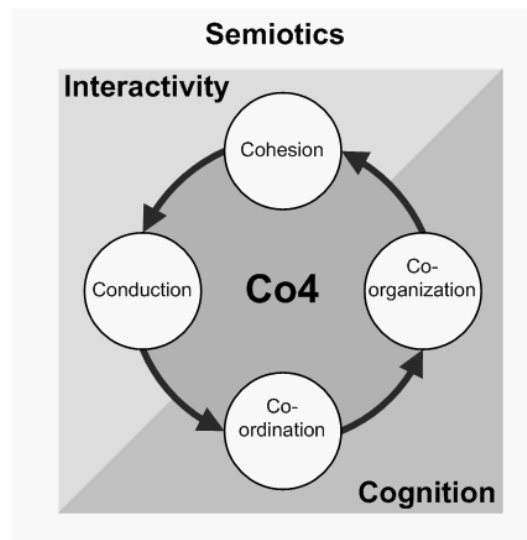 Semiotics
Interactivity
Cohesion
Conduction
Co4
Co-
organization
Co-
ordination
Cognition